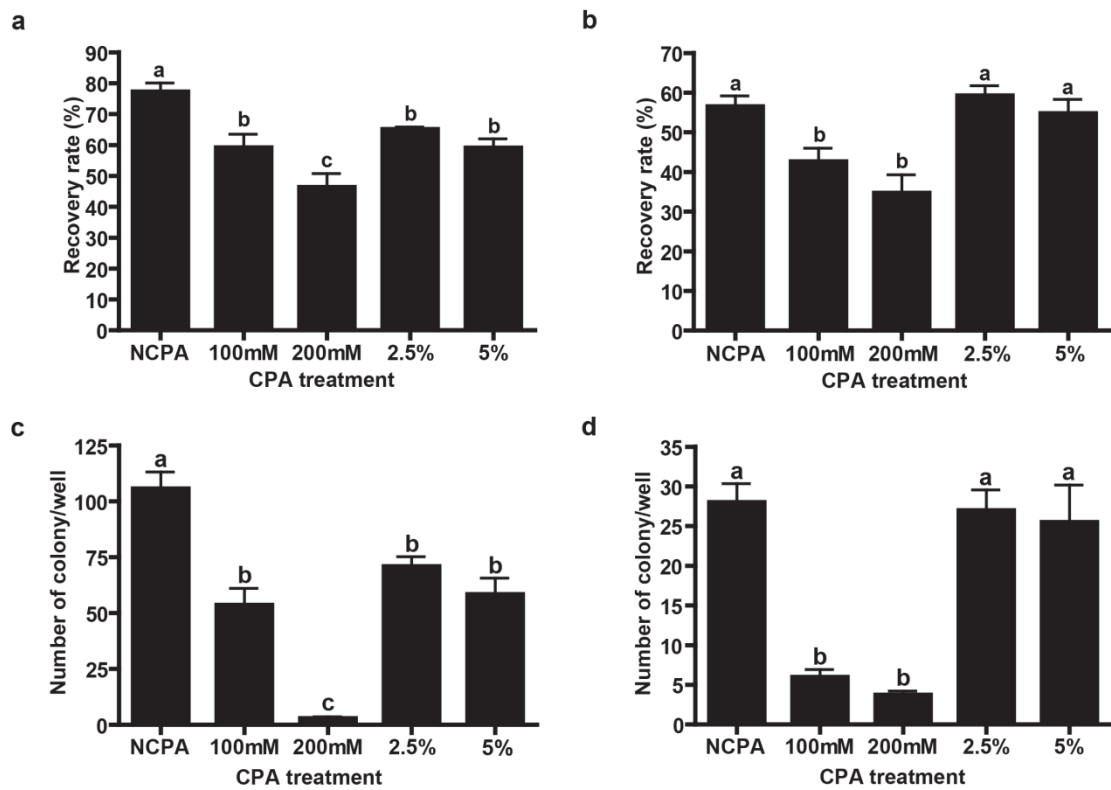 a
Recovery rate (%)
90
80
70
60
50
40
30
20
10
0
a
b
c
b
b
NCPA 100mM 200mM 2.5% 5%
CPA treatment
b
Recovery rate (%)
70
60
50
40
30
20
10
0
a
b
b
a
a
NCPA 100mM 200mM 2.5% 5%
CPA treatment
c
Number of colony/well
125
100
75
50
25
0
a
b
c
b
b
NCPA 100mM 200mM 2.5% 5%
CPA treatment
d
Number of colony/well
35
30
25
20
15
10
5
0
a
b
b
a
a
NCPA 100mM 200mM 2.5% 5%
CPA treatment